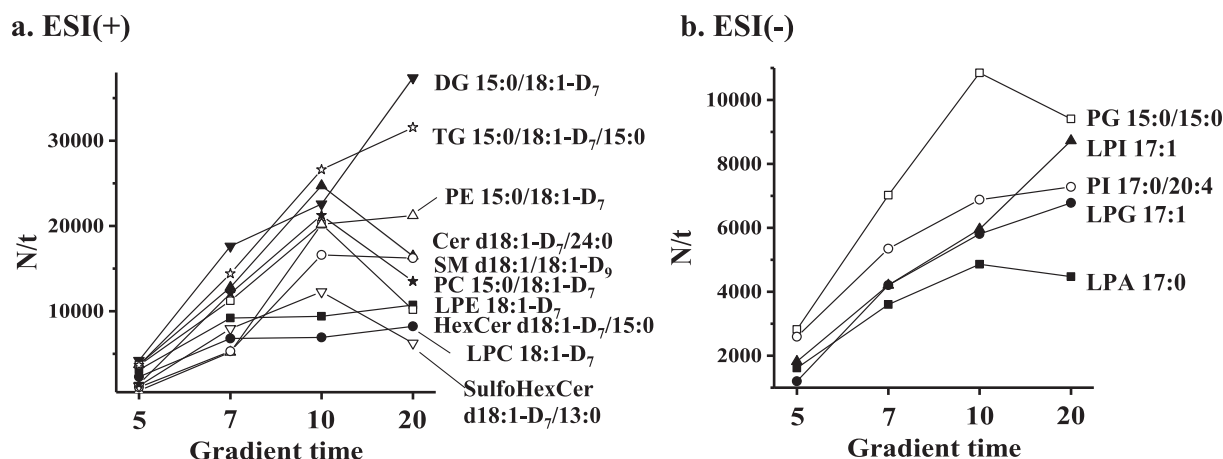 a. ESI(+)
N/t
30000
20000
10000
5
7
10
20
Gradient time
DG 15:0/18:1-D₇
TG 15:0/18:1-D₇/15:0
PE 15:0/18:1-D₇
Cer d18:1-D₇/24:0
SM d18:1/18:1-D₉
PC 15:0/18:1-D₇
LPE 18:1-D₇
HexCer d18:1-D₇/15:0
LPC 18:1-D₇
SulfoHexCer
d18:1-D₇/13:0
b. ESI(-)
N/t
10000
8000
6000
4000
2000
5
7
10
20
Gradient time
PG 15:0/15:0
LPI 17:1
PI 17:0/20:4
LPG 17:1
LPA 17:0